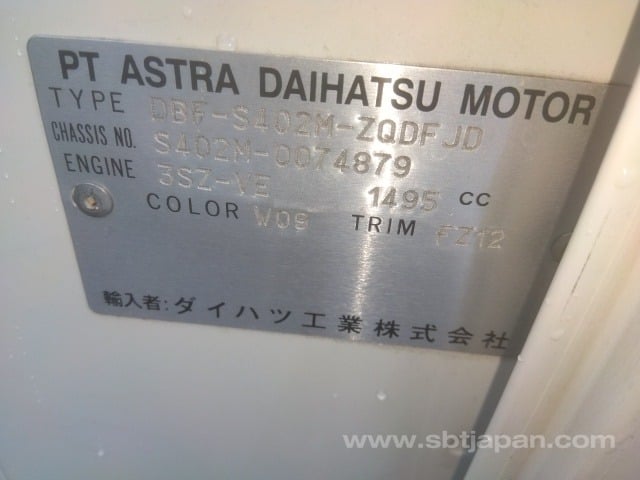 PT ASTRA DAIHATSU MOTOR
TYPE DBF-S402M-ZQDFJD
CHASSIS NO. S402M-0074879
ENGINE 3SZ-VE 1495 CC
COLOR W09 TRIM FZ12
輸入者: ダイハツ工業株式会社
www.sbtjapan.com